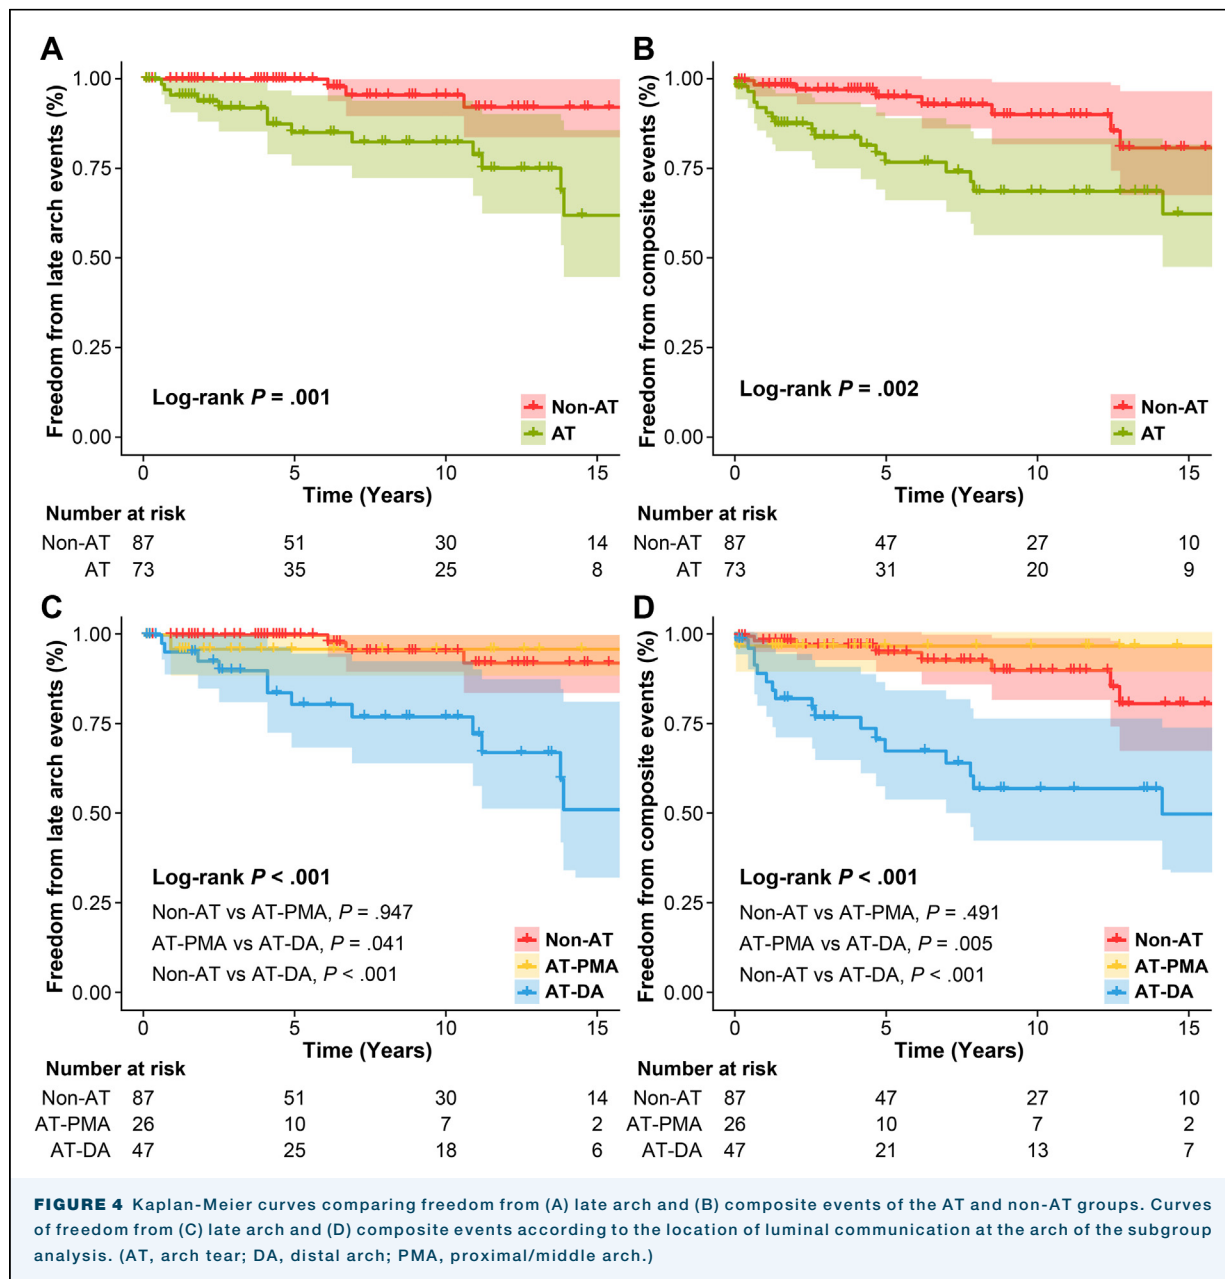 A
Freedom from late arch events (%)
1.00
0.75
0.50
0.25
0.00
Log-rank P = .001
Non-AT
AT
0 5 10 15
Time (Years)
Number at risk
Non-AT 87 51 30 14
AT 73 35 25 8
B
Freedom from composite events (%)
1.00
0.75
0.50
0.25
0.00
Log-rank P = .002
Non-AT
AT
0 5 10 15
Time (Years)
Number at risk
Non-AT 87 47 27 10
AT 73 31 20 9
C
Freedom from late arch events (%)
1.00
0.75
0.50
0.25
0.00
Log-rank P < .001
Non-AT vs AT-PMA, P = .947
AT-PMA vs AT-DA, P = .041
Non-AT vs AT-DA, P < .001
Non-AT
AT-PMA
AT-DA
0 5 10 15
Time (Years)
Number at risk
Non-AT 87 51 30 14
AT-PMA 26 10 7 2
AT-DA 47 25 18 6
D
Freedom from composite events (%)
1.00
0.75
0.50
0.25
0.00
Log-rank P < .001
Non-AT vs AT-PMA, P = .491
AT-PMA vs AT-DA, P = .005
Non-AT vs AT-DA, P < .001
Non-AT
AT-PMA
AT-DA
0 5 10 15
Time (Years)
Number at risk
Non-AT 87 47 27 10
AT-PMA 26 10 7 2
AT-DA 47 21 13 7
FIGURE 4 Kaplan-Meier curves comparing freedom from (A) late arch and (B) composite events of the AT and non-AT groups. Curves
of freedom from (C) late arch and (D) composite events according to the location of luminal communication at the arch of the subgroup
analysis. (AT, arch tear; DA, distal arch; PMA, proximal/middle arch.)